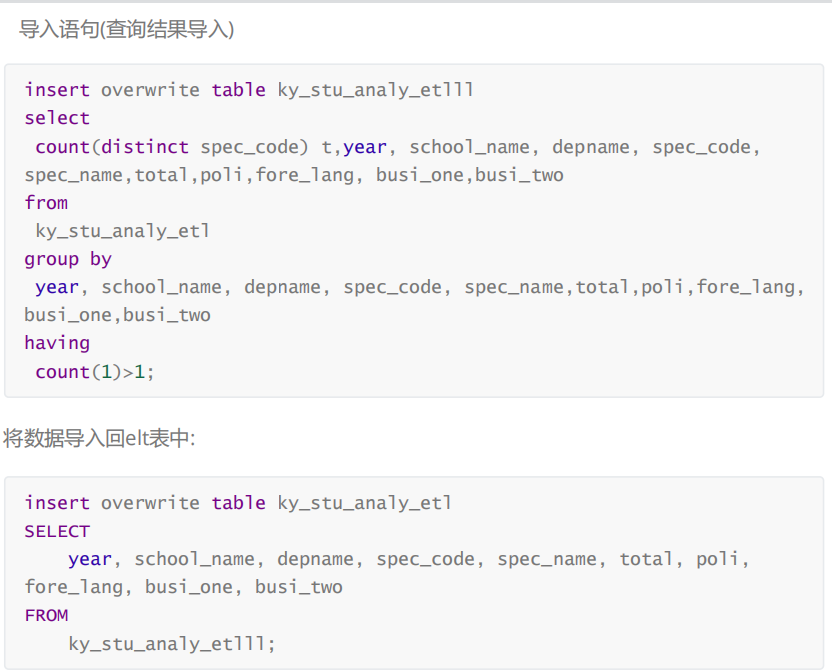 导入语句(查询结果导入)
insert overwrite table ky_stu_analy_etlll
select
count(distinct spec_code) t,year, school_name, depname, spec_code,
spec_name,total,poli,fore_lang, busi_one,busi_two
from
ky_stu_analy_etl
group by
year, school_name, depname, spec_code, spec_name,total,poli,fore_lang,
busi_one,busi_two
having
count(1)>1;
将数据导入回elt表中:
insert overwrite table ky_stu_analy_etl
SELECT
year, school_name, depname, spec_code, spec_name, total, poli,
fore_lang, busi_one, busi_two
FROM
ky_stu_analy_etlll;